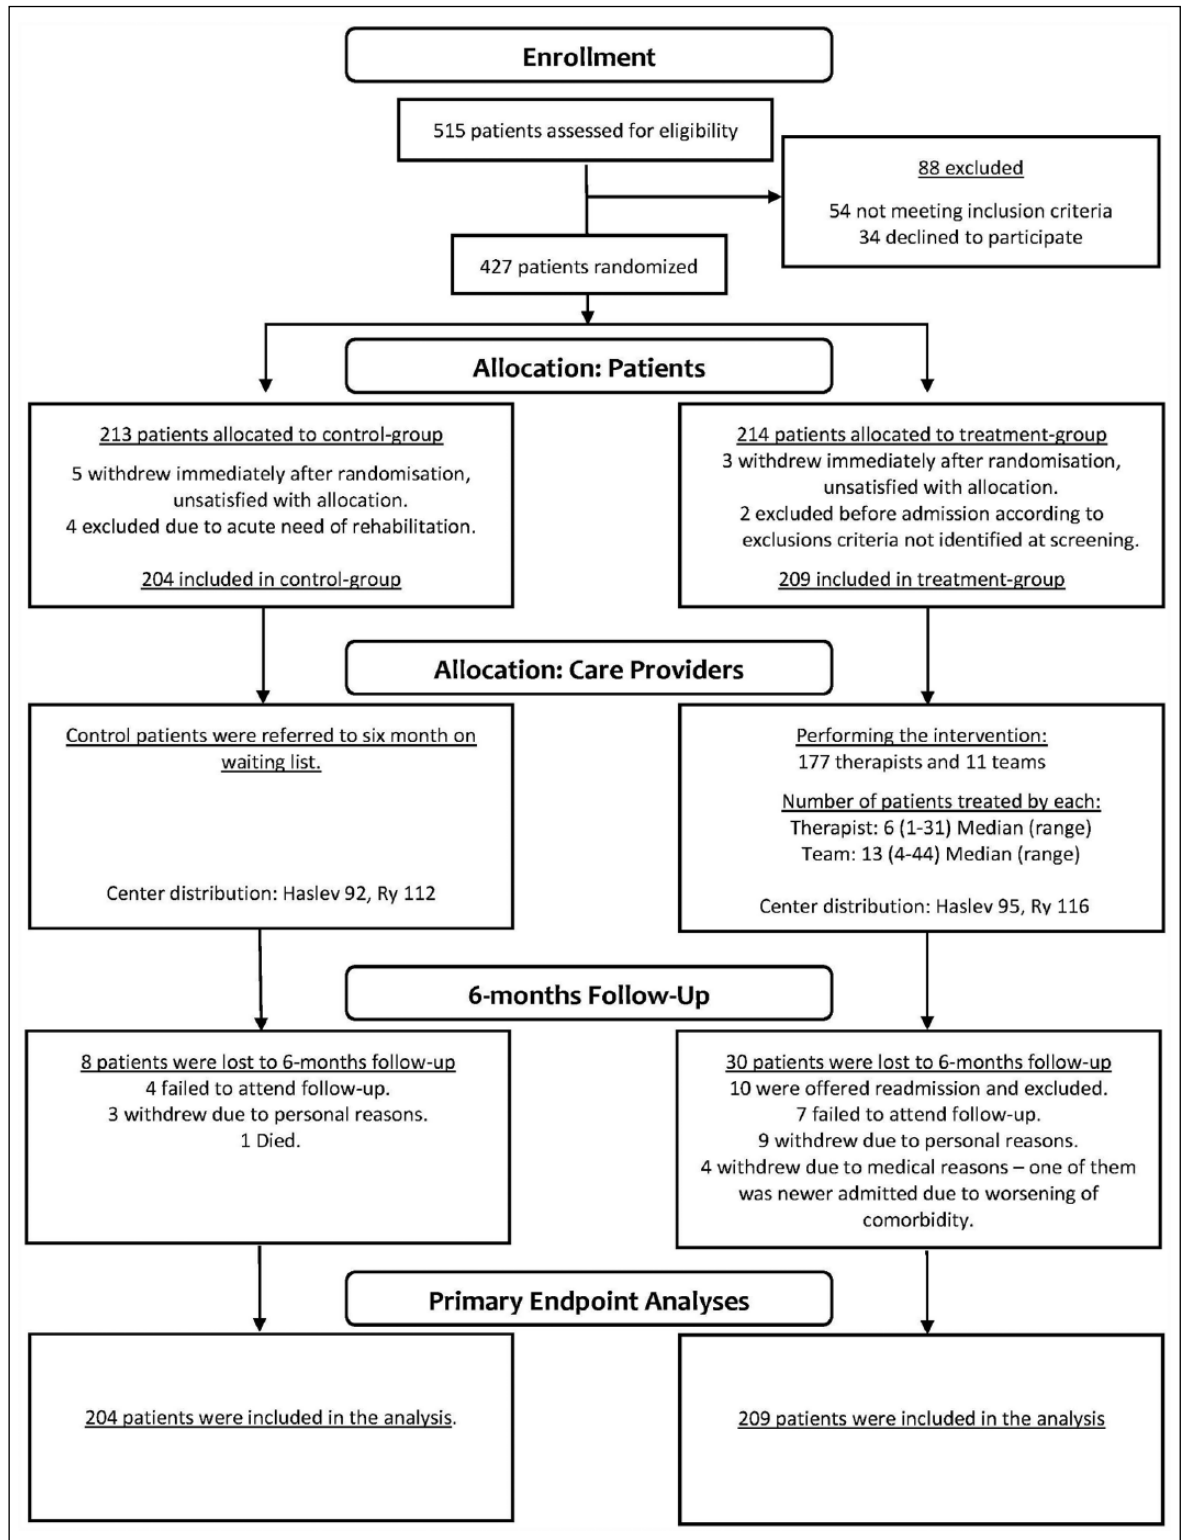 Enrollment
515 patients assessed for eligibility
88 excluded
54 not meeting inclusion criteria
34 declined to participate
427 patients randomized
Allocation: Patients
213 patients allocated to control-group
5 withdrew immediately after randomisation,
unsatisfied with allocation.
4 excluded due to acute need of rehabilitation.
204 included in control-group
214 patients allocated to treatment-group
3 withdrew immediately after randomisation,
unsatisfied with allocation.
2 excluded before admission according to
exclusions criteria not identified at screening.
209 included in treatment-group
Allocation: Care Providers
Control patients were referred to six month on
waiting list.
Center distribution: Haslev 92, Ry 112
Performing the intervention:
177 therapists and 11 teams
Number of patients treated by each:
Therapist: 6 (1-31) Median (range)
Team: 13 (4-44) Median (range)
Center distribution: Haslev 95, Ry 116
6-months Follow-Up
8 patients were lost to 6-months follow-up
4 failed to attend follow-up.
3 withdrew due to personal reasons.
1 Died.
30 patients were lost to 6-months follow-up
10 were offered readmission and excluded.
7 failed to attend follow-up.
9 withdrew due to personal reasons.
4 withdrew due to medical reasons – one of them
was newer admitted due to worsening of
comorbidity.
Primary Endpoint Analyses
204 patients were included in the analysis.
209 patients were included in the analysis